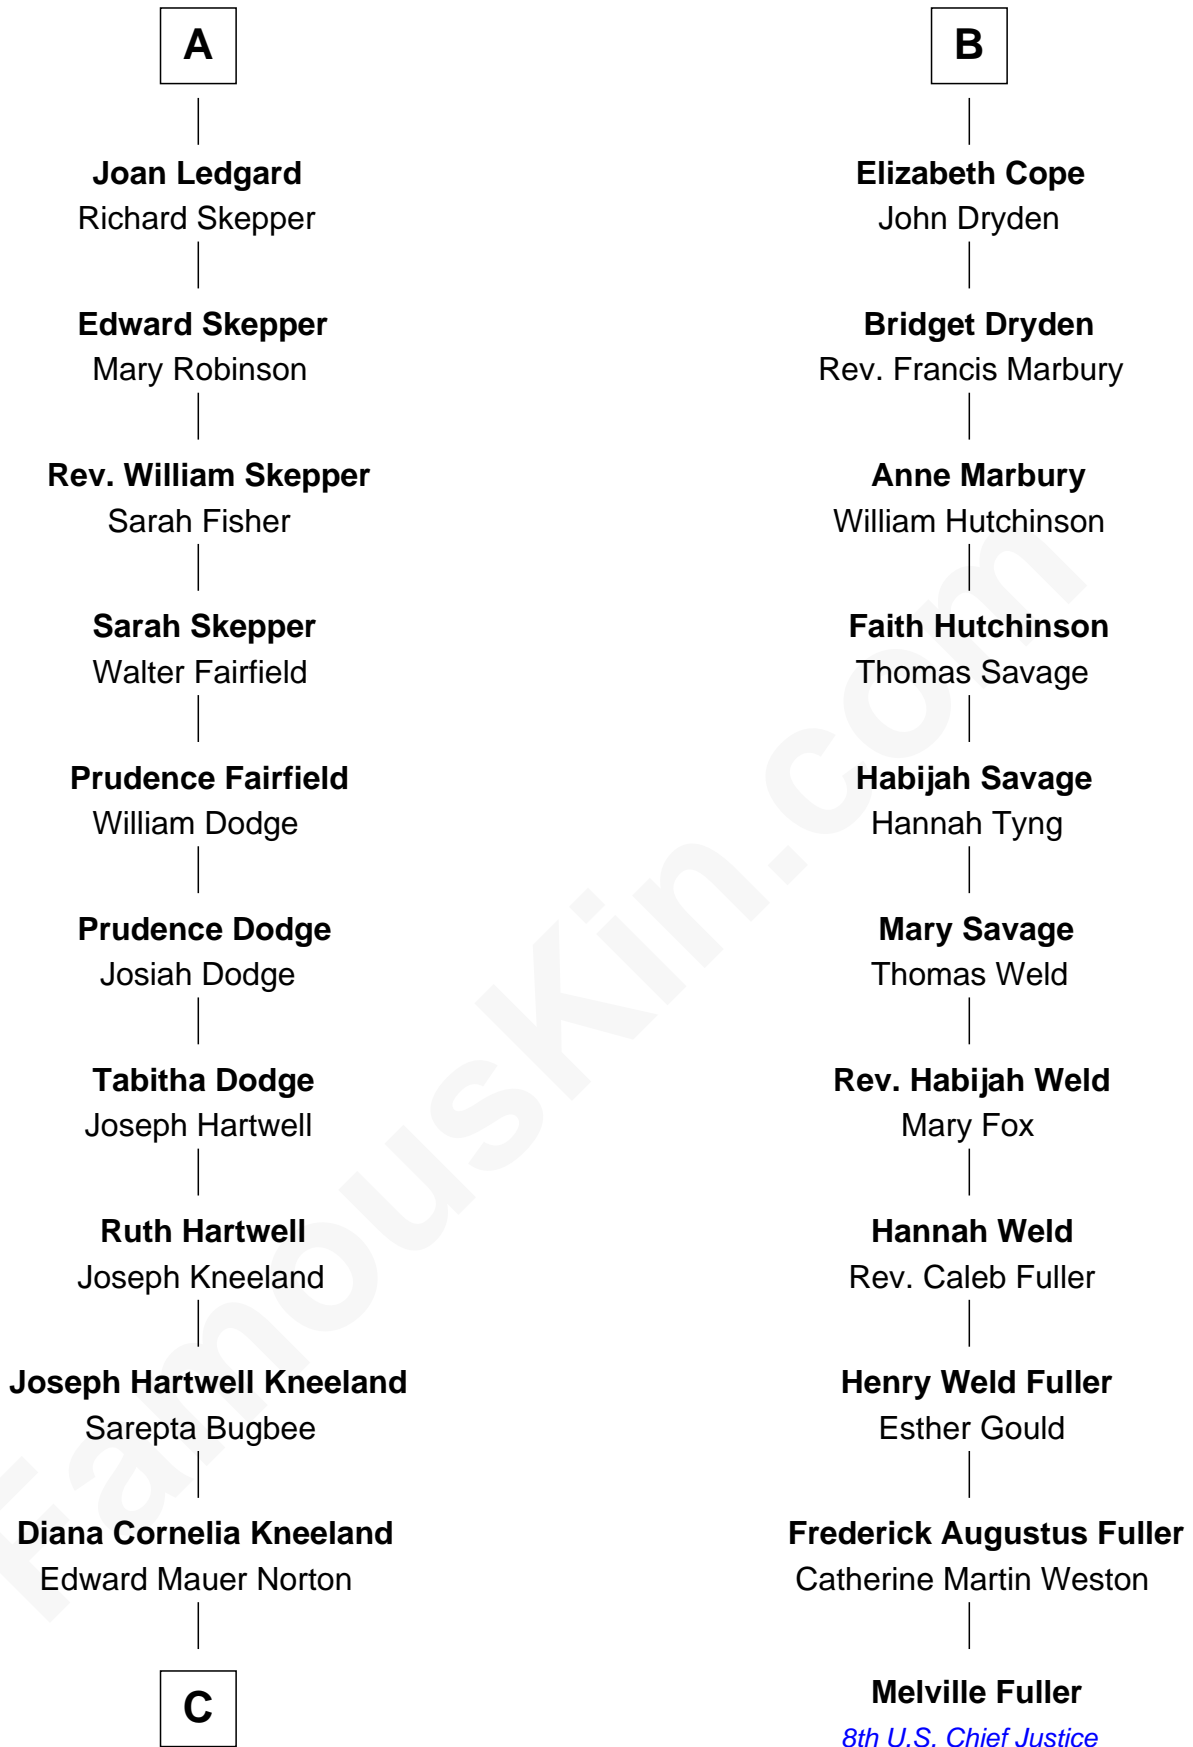 A
Joan Ledgard
Richard Skepper
Edward Skepper
Mary Robinson
Rev. William Skepper
Sarah Fisher
Sarah Skepper
Walter Fairfield
Prudence Fairfield
William Dodge
Prudence Dodge
Josiah Dodge
Tabitha Dodge
Joseph Hartwell
Ruth Hartwell
Joseph Kneeland
Joseph Hartwell Kneeland
Sarepta Bugbee
Diana Cornelia Kneeland
Edward Mauer Norton
C
B
Elizabeth Cope
John Dryden
Bridget Dryden
Rev. Francis Marbury
Anne Marbury
William Hutchinson
Faith Hutchinson
Thomas Savage
Habijah Savage
Hannah Tyng
Mary Savage
Thomas Weld
Rev. Habijah Weld
Mary Fox
Hannah Weld
Rev. Caleb Fuller
Henry Weld Fuller
Esther Gould
Frederick Augustus Fuller
Catherine Martin Weston
Melville Fuller
8th U.S. Chief Justice
FamousKin.com